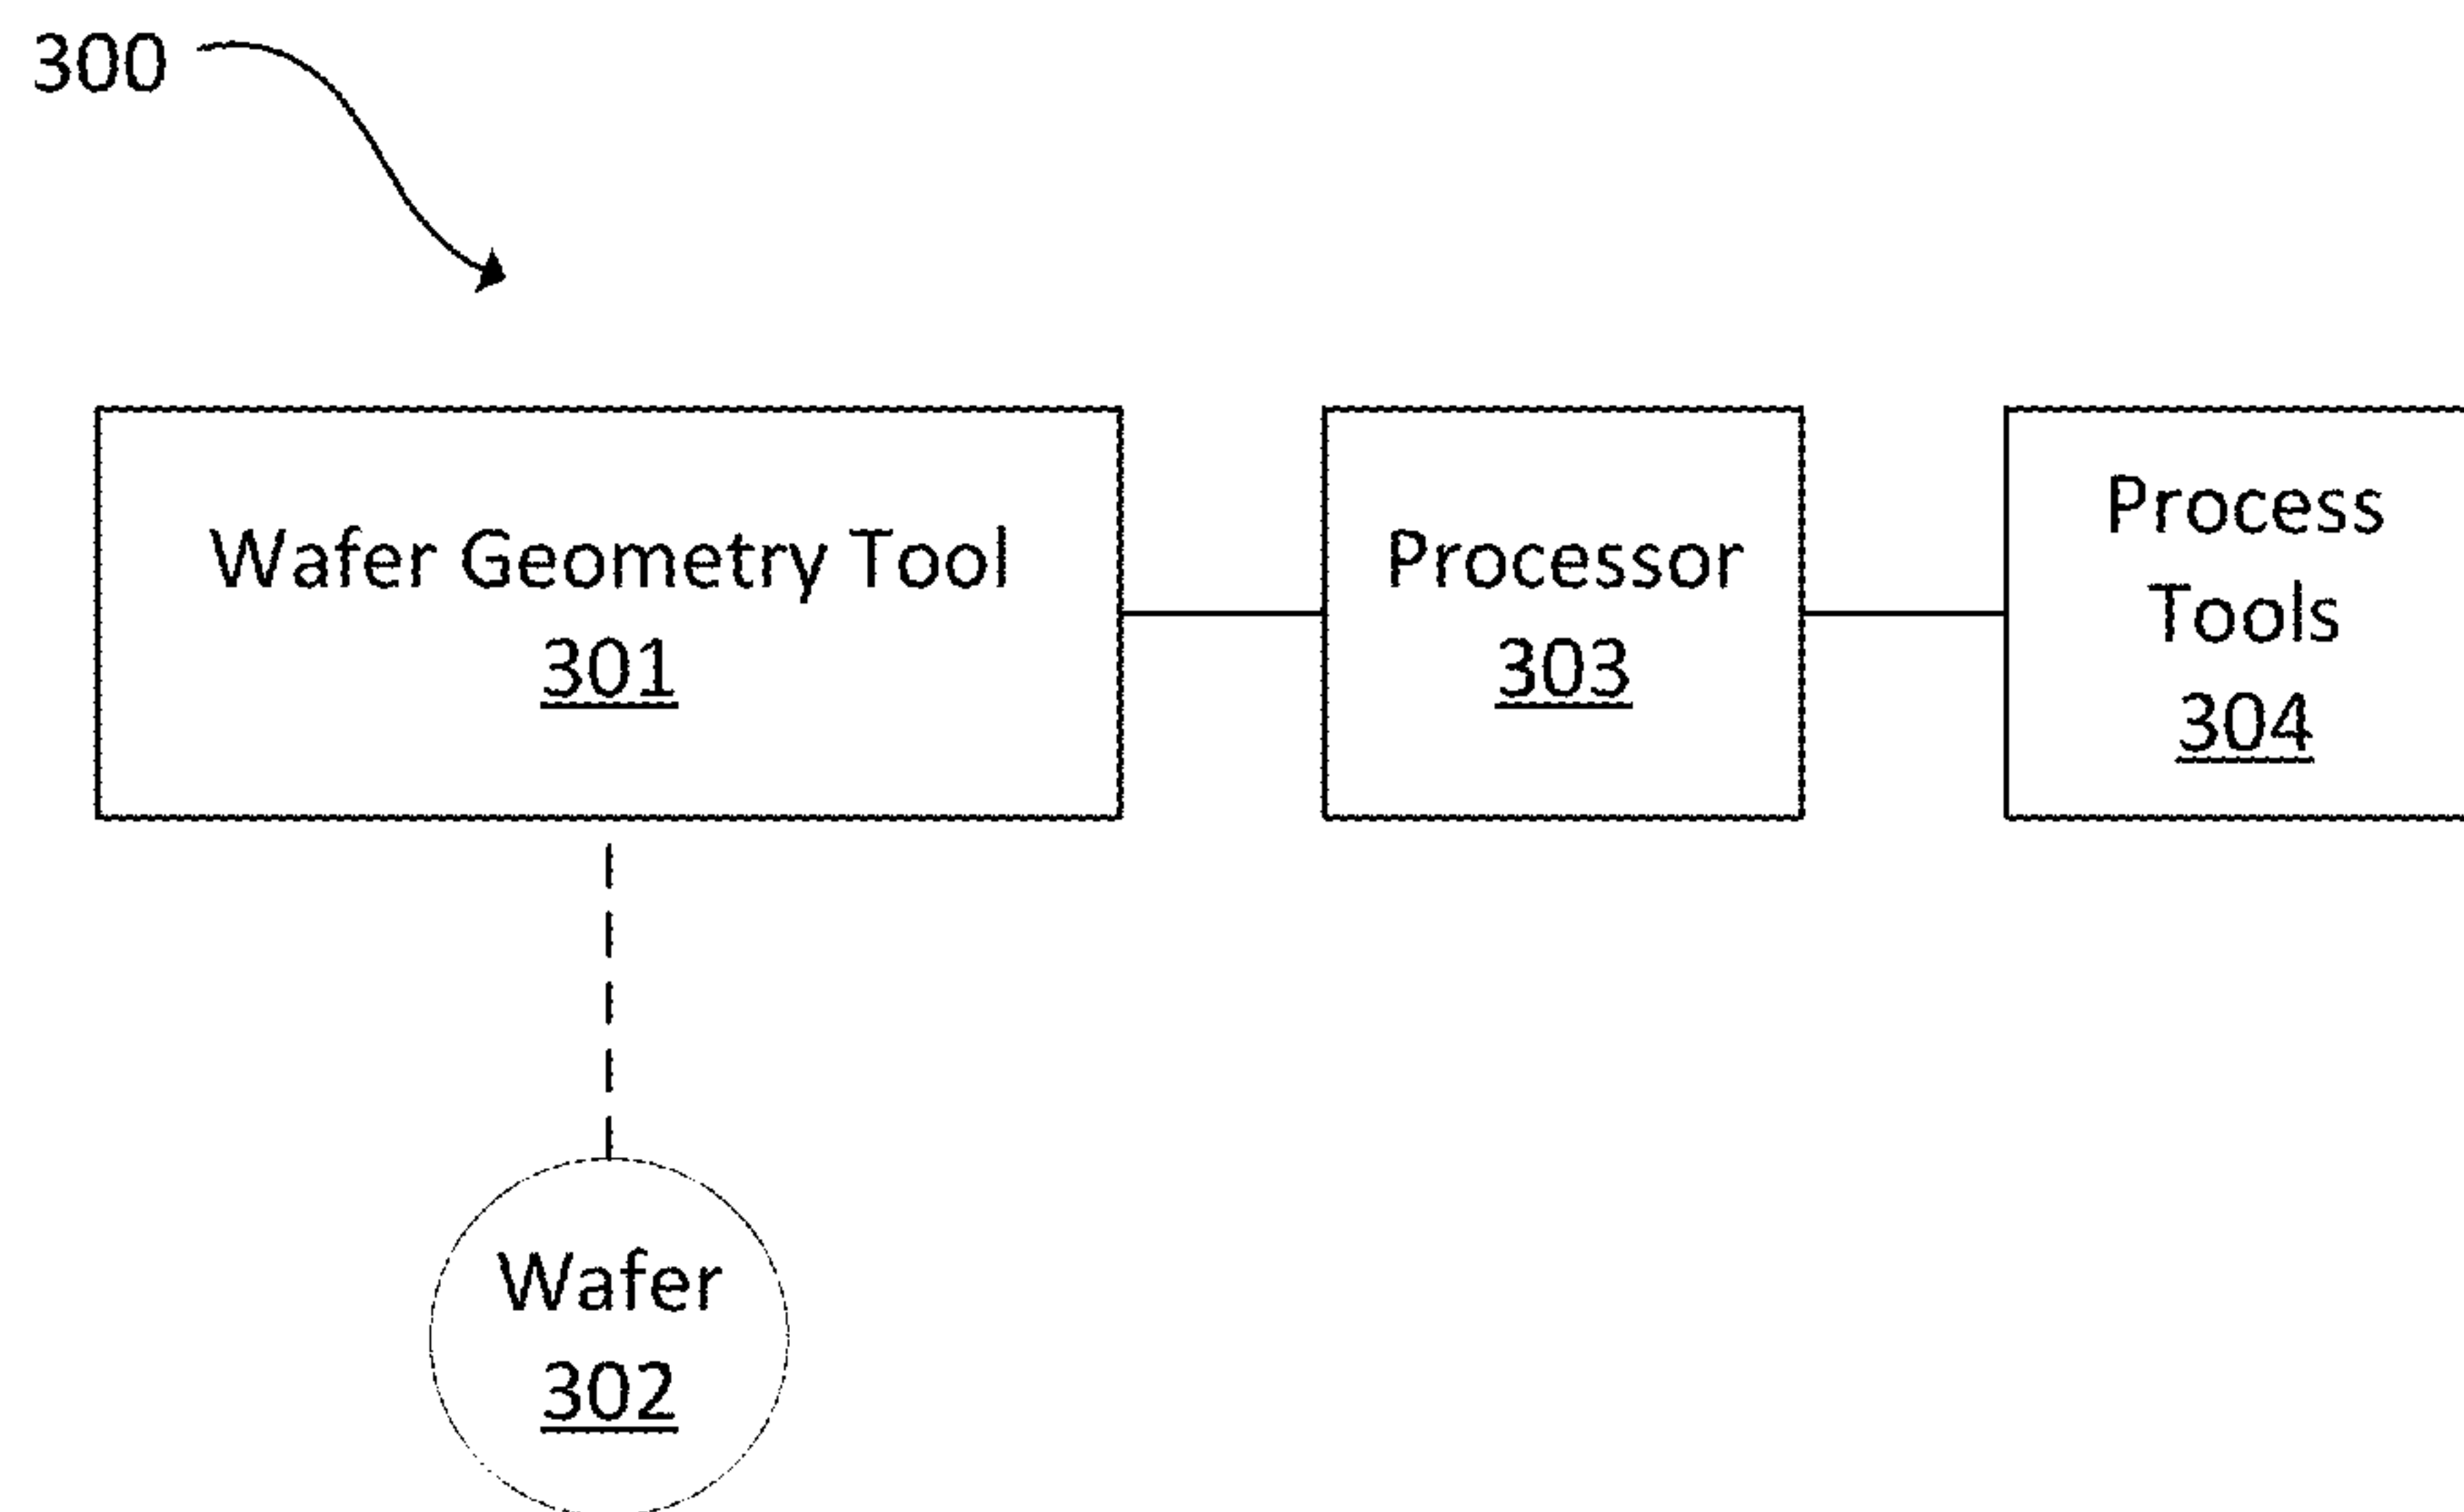 300
Wafer Geometry Tool
301
Processor
303
Process
Tools
304
Wafer
302